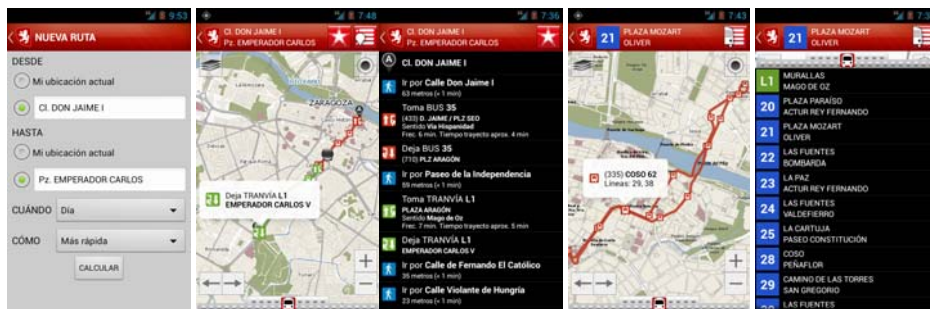 9:53
NUEVA RUTA
DESDE
Mi ubicación actual
Cl. DON JAIME I
HASTA
Mi ubicación actual
Pz. EMPERADOR CARLOS
CUÁNDO
Día
CÓMO
Más rápida
CALCULAR
7:48
Cl. DON JAIME I
Pz. EMPERADOR CARLOS
ZARAGOZA
Deja TRANVÍA L1
EMPERADOR CARLOS V
7:36
Cl. DON JAIME I
Pz. EMPERADOR CARLOS
A Cl. DON JAIME I
Ir por Calle Don Jaime I
63 metros (< 1 min)
Toma BUS 35
(433) D. JAIME / PLZ SEO
Sentido Vía Hispanidad
Frec. 6 min. Tiempo trayecto aprox. 4 min
Deja BUS 35
(710) PLZ ARAGÓN
Ir por Paseo de la Independencia
59 metros (< 1 min)
Toma TRANVÍA L1
PLAZA ARAGÓN
Sentido Mago de Oz
Frec. 7 min. Tiempo trayecto aprox. 5 min
Deja TRANVÍA L1
EMPERADOR CARLOS V
Ir por Calle de Fernando El Católico
35 metros (< 1 min)
Ir por Calle Violante de Hungría
23 metros (< 1 min)
7:43
21 PLAZA MOZART
OLIVER
(335) COSO 62
Líneas: 29, 38
21 PLAZA MOZART
OLIVER
L1 MURALLAS
MAGO DE OZ
20 PLAZA PARAÍSO
ACTUR REY FERNANDO
21 PLAZA MOZART
OLIVER
22 LAS FUENTES
BOMBARDA
23 LA PAZ
ACTUR REY FERNANDO
24 LAS FUENTES
VALDEFIERRO
25 LA CARTUJA
PASEO CONSTITUCIÓN
28 COSO
PEÑAFLOR
29 CAMINO DE LAS TORRES
SAN GREGORIO
LAS FUENTES